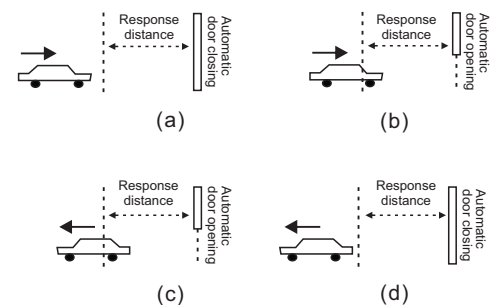 Response
distance
Automatic
door closing
(a)
Response
distance
Automatic
door opening
(b)
Response
distance
Automatic
door opening
(c)
Response
distance
Automatic
door closing
(d)